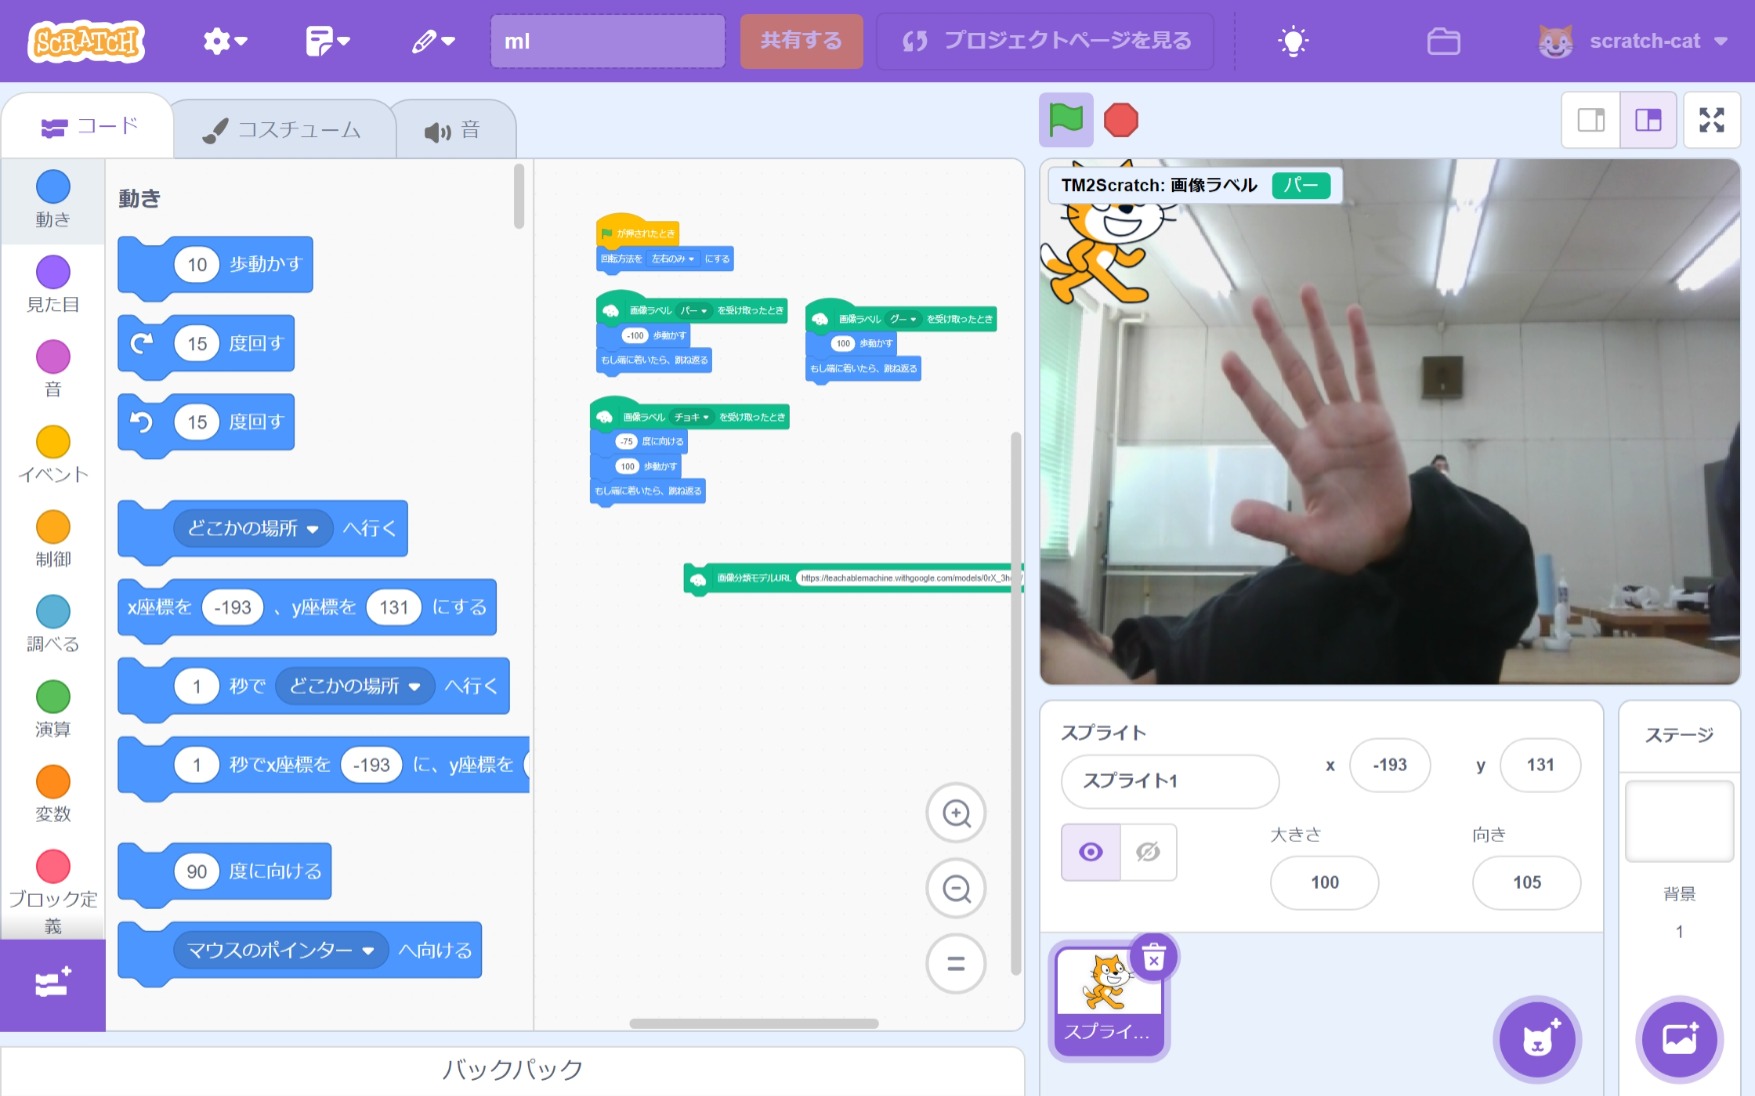 SCRATCH
ml
共有する
プロジェクトページを見る
scratch-cat
コード
コスチューム
音
動き
見た目
音
イベント
制御
調べる
演算
変数
ブロック定
義
動き
10 歩動かす
15 度回す
15 度回す
どこかの場所 へ行く
x座標を -193 、y座標を 131 にする
1 秒で どこかの場所 へ行く
1 秒でx座標を -193 に、y座標を
90 度に向ける
マウスのポインター へ向ける
が押されたとき
回転方法を 左右のみ にする
画像ラベル パー を受け取ったとき
-100 歩動かす
もし端に着いたら、跳ね返る
画像ラベル グー を受け取ったとき
100 歩動かす
もし端に着いたら、跳ね返る
画像ラベル チョキ を受け取ったとき
-75 度に向ける
100 歩動かす
もし端に着いたら、跳ね返る
画像分類モデルURL https://teachablemachine.withgoogle.com/models/0rX_3h
バックパック
TM2Scratch: 画像ラベル パー
スプライト
スプライト1
x -193 y 131
大きさ 向き
100 105
スプライ...
ステージ
背景
1